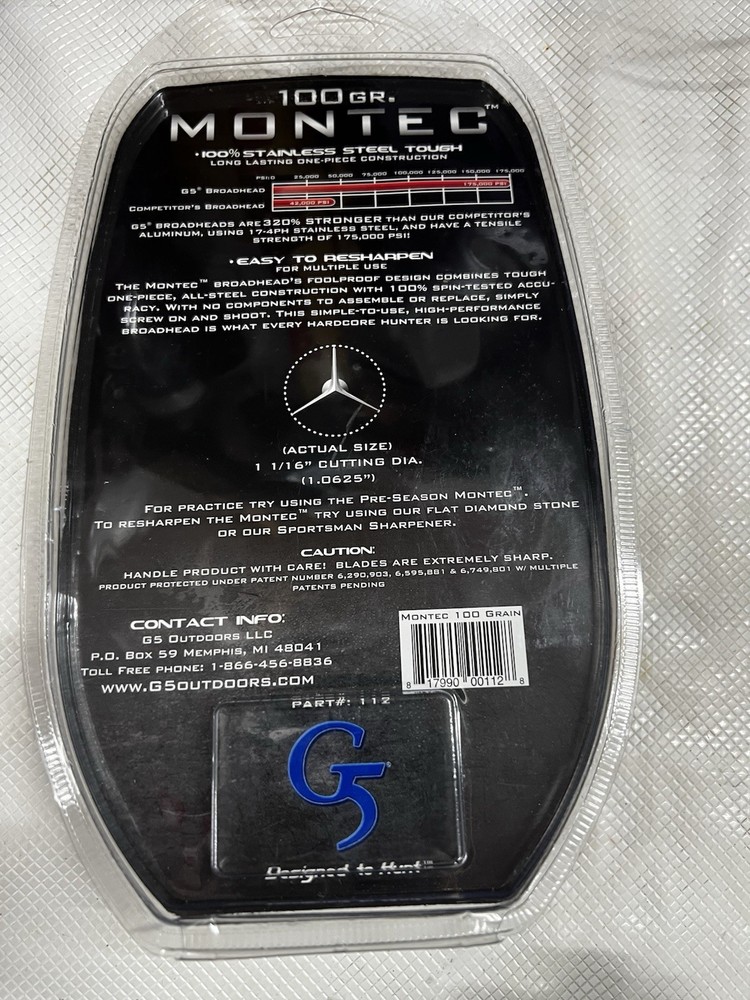 100 GR.
MONTEC™
•100% STAINLESS STEEL TOUGH
LONG LASTING ONE-PIECE CONSTRUCTION
PSI:0 25,000 50,000 75,000 100,000 125,000 150,000 175,000
G5® BROADHEAD 175,000 PSI
COMPETITOR'S BROADHEAD 42,000 PSI
G5® BROADHEADS ARE 320% STRONGER THAN OUR COMPETITOR'S
ALUMINUM, USING 17-4PH STAINLESS STEEL, AND HAVE A TENSILE
STRENGTH OF 175,000 PSI!
•EASY TO RESHARPEN
FOR MULTIPLE USE
THE MONTEC™ BROADHEAD'S FOOLPROOF DESIGN COMBINES TOUGH
ONE-PIECE, ALL-STEEL CONSTRUCTION WITH 100% SPIN-TESTED ACCU-
RACY. WITH NO COMPONENTS TO ASSEMBLE OR REPLACE, SIMPLY
SCREW ON AND SHOOT. THIS SIMPLE-TO-USE, HIGH-PERFORMANCE
BROADHEAD IS WHAT EVERY HARDCORE HUNTER IS LOOKING FOR.
(ACTUAL SIZE)
1 1/16" CUTTING DIA.
(1.0625")
FOR PRACTICE TRY USING THE PRE-SEASON MONTEC™.
TO RESHARPEN THE MONTEC™ TRY USING OUR FLAT DIAMOND STONE
OR OUR SPORTSMAN SHARPENER.
CAUTION:
HANDLE PRODUCT WITH CARE! BLADES ARE EXTREMELY SHARP.
PRODUCT PROTECTED UNDER PATENT NUMBER 6,290,903, 6,595,881 & 6,749,801 W/ MULTIPLE
PATENTS PENDING
CONTACT INFO:
G5 OUTDOORS LLC
P.O. BOX 59 MEMPHIS, MI 48041
TOLL FREE PHONE: 1-866-456-8836
WWW.G5OUTDOORS.COM
MONTEC 100 GRAIN
8 17990 00112 8
PART#: 112
G5®
Designed to Hunt™